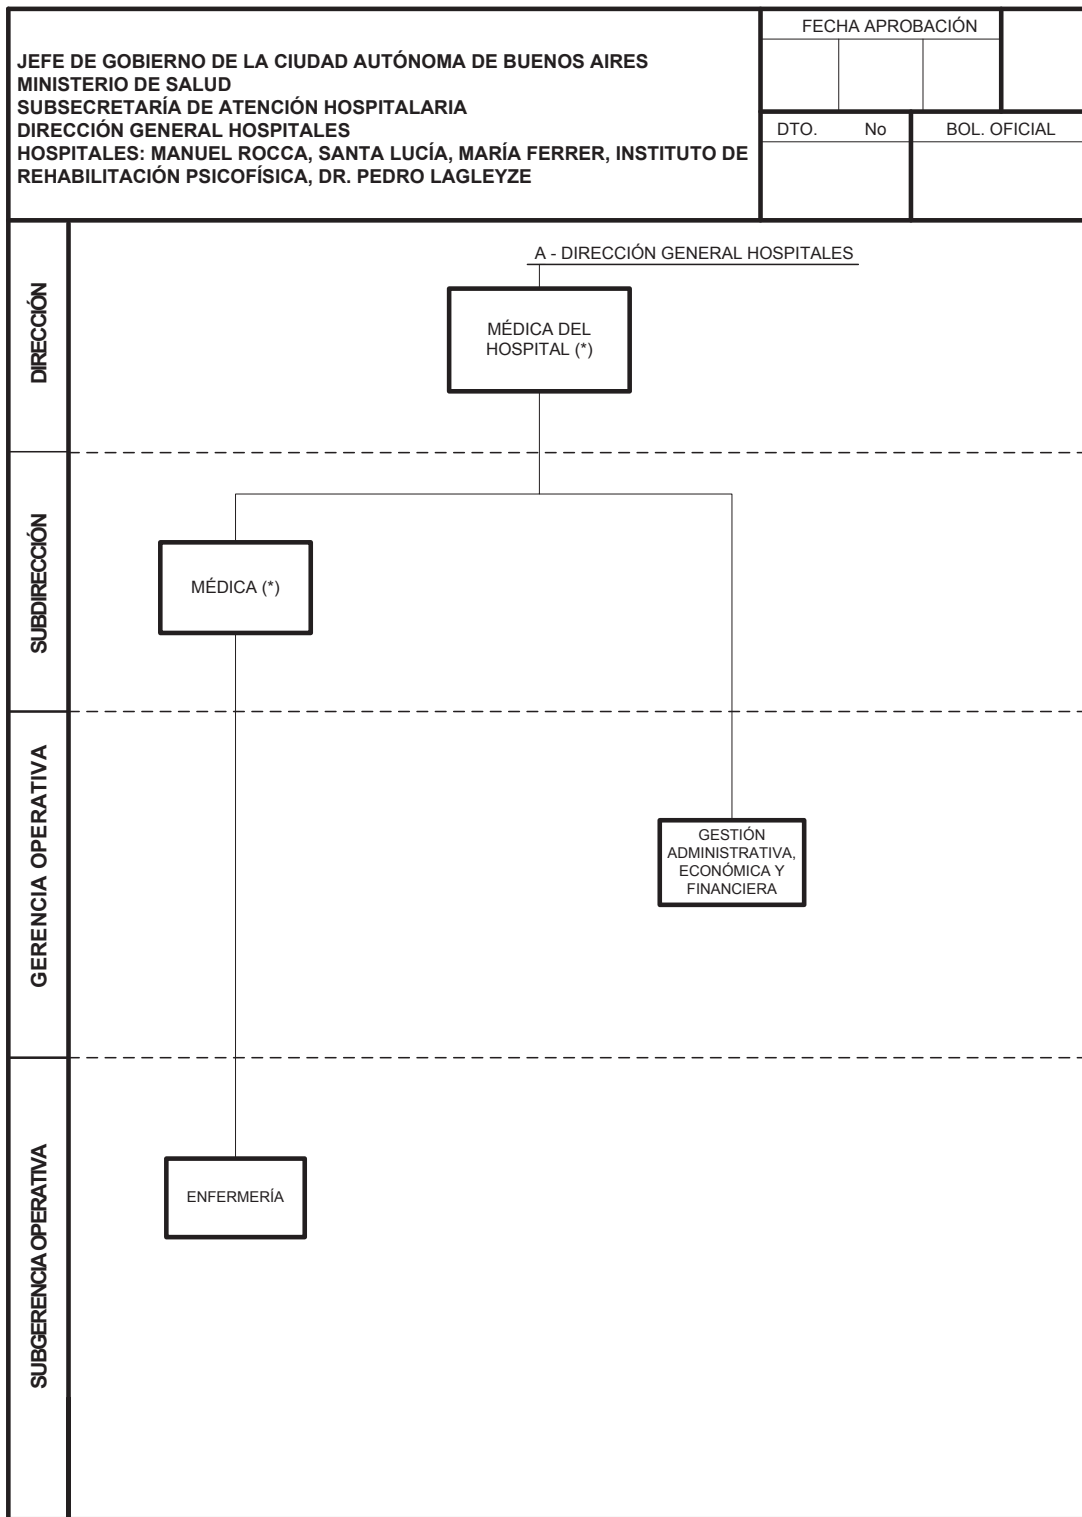 JEFE DE GOBIERNO DE LA CIUDAD AUTÓNOMA DE BUENOS AIRES
MINISTERIO DE SALUD
SUBSECRETARÍA DE ATENCIÓN HOSPITALARIA
DIRECCIÓN GENERAL HOSPITALES
HOSPITALES: MANUEL ROCCA, SANTA LUCÍA, MARÍA FERRER, INSTITUTO DE
REHABILITACIÓN PSICOFÍSICA, DR. PEDRO LAGLEYZE
FECHA APROBACIÓN
DTO. No
BOL. OFICIAL
DIRECCIÓN
A - DIRECCIÓN GENERAL HOSPITALES
MÉDICA DEL
HOSPITAL (*)
SUBDIRECCIÓN
MÉDICA (*)
GERENCIA OPERATIVA
GESTIÓN
ADMINISTRATIVA,
ECONÓMICA Y
FINANCIERA
SUBGERENCIA OPERATIVA
ENFERMERÍA